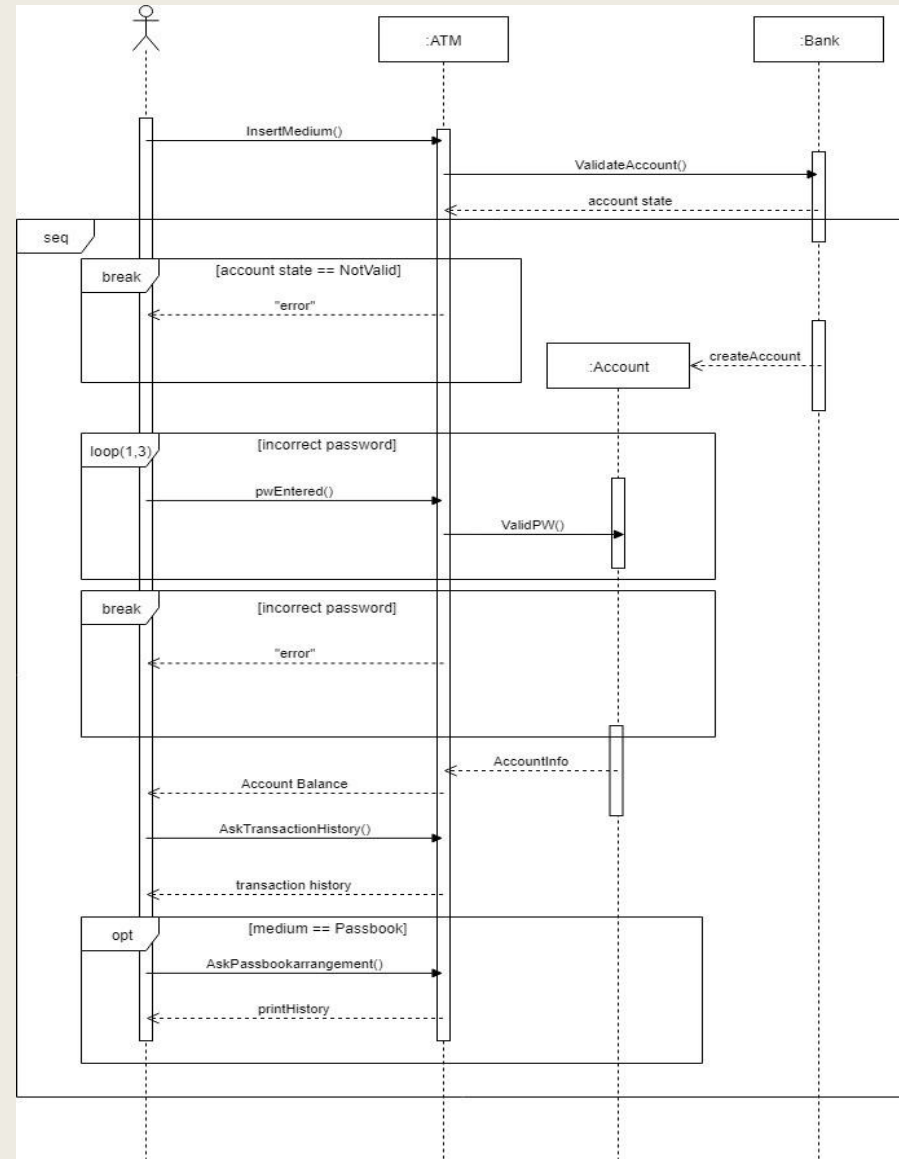 :ATM
:Bank
InsertMedium()
ValidateAccount()
account state
seq
break
[account state == NotValid]
"error"
createAccount
:Account
loop(1,3)
[incorrect password]
pwEntered()
ValidPW()
break
[incorrect password]
"error"
AccountInfo
Account Balance
AskTransactionHistory()
transaction history
opt
[medium == Passbook]
AskPassbookarrangement()
printHistory